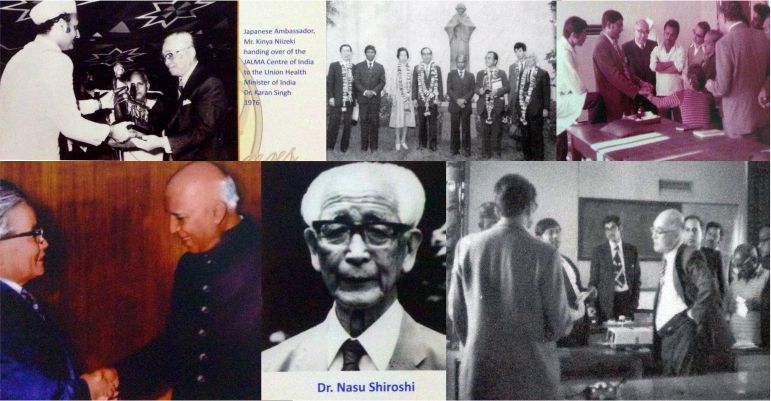 Japanese Ambassador,
Mr. Kinya Niizeki
handing over of the
JALMA Centre of India
to the Union Health
Minister of India
Dr. Karan Singh
1976
Dr. Nasu Shiroshi